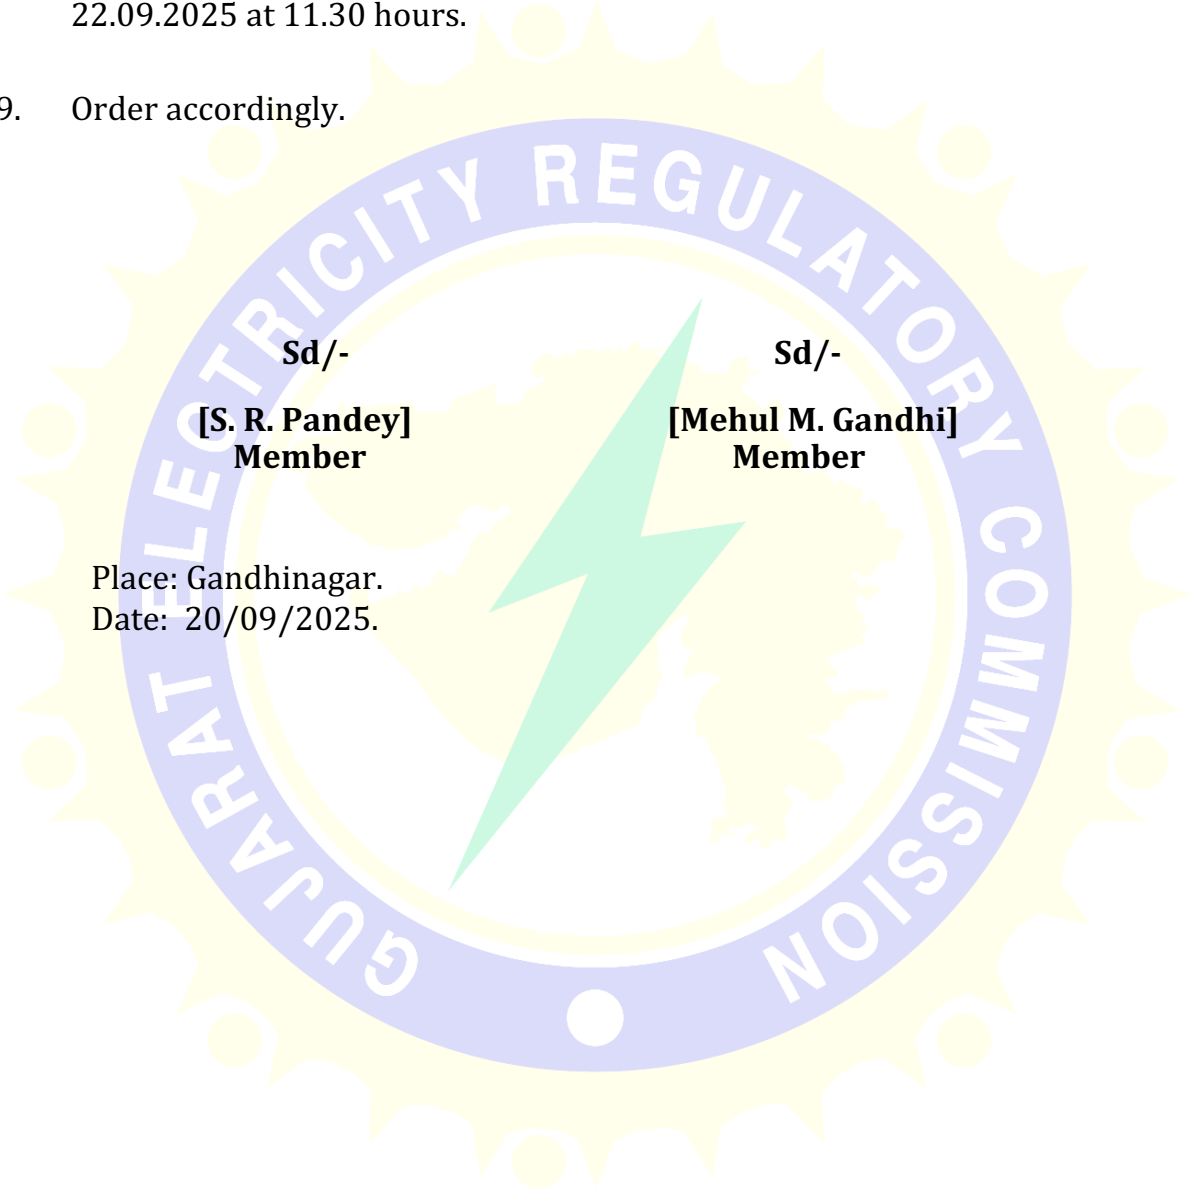 22.09.2025 at 11.30 hours.
9. Order accordingly.
Sd/- Sd/-
[S. R. Pandey] [Mehul M. Gandhi]
Member Member
Place: Gandhinagar.
Date: 20/09/2025.
GUJARAT ELECTRICITY REGULATORY COMMISSION